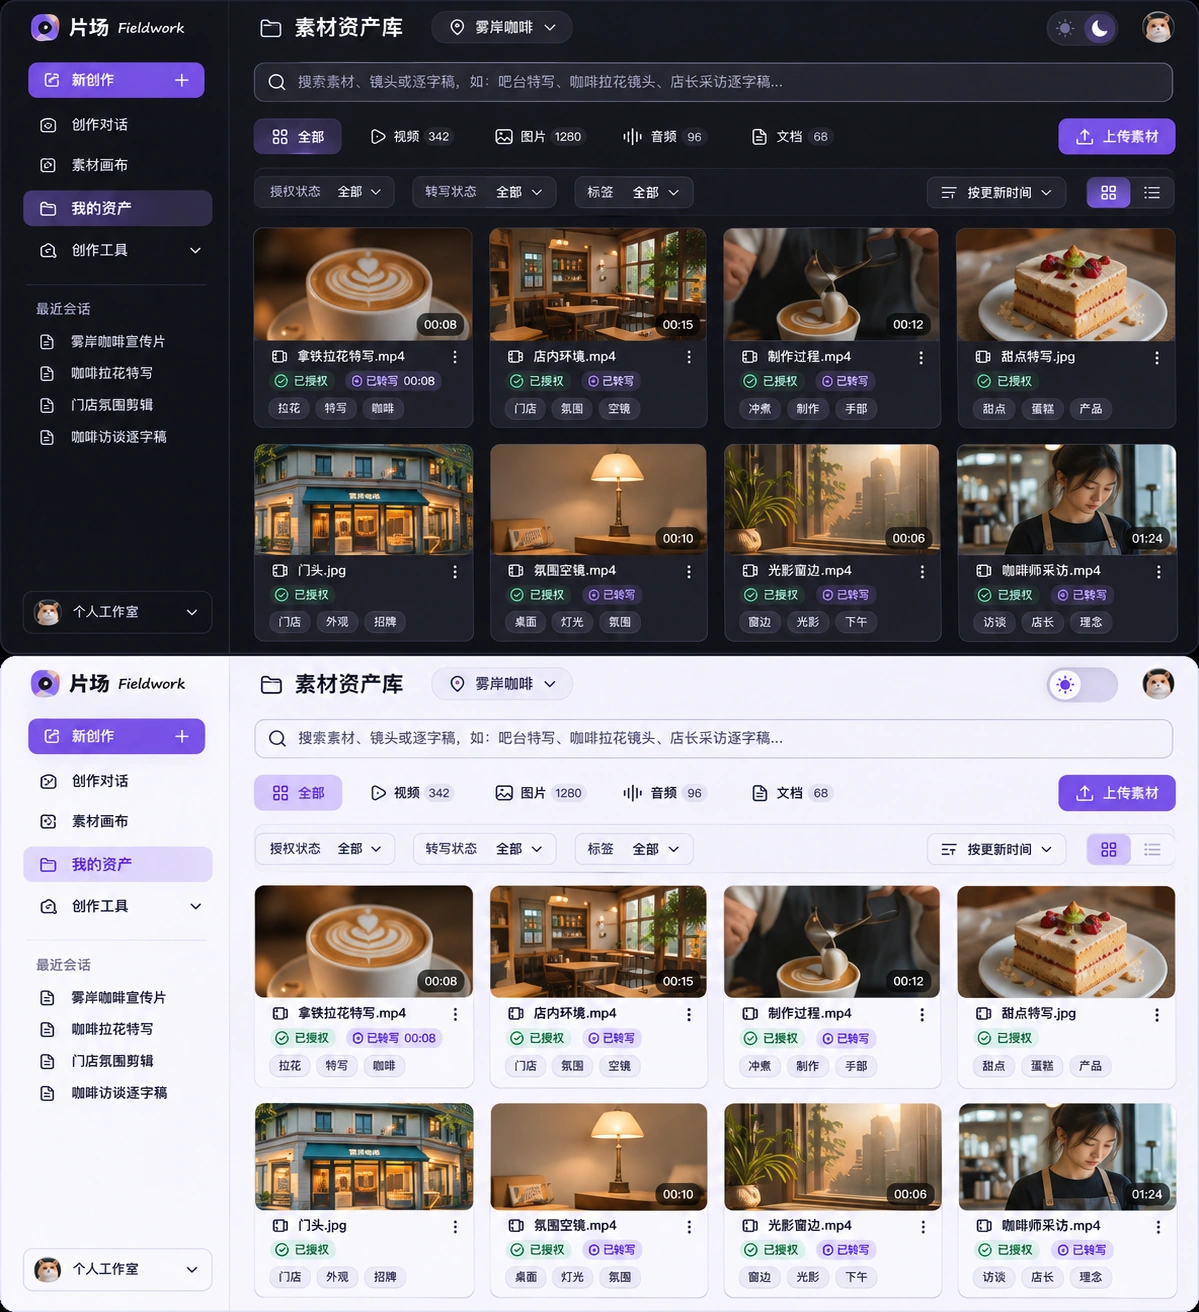 片场 Fieldwork
新创作
创作对话
素材画布
我的资产
创作工具
最近会话
雾岸咖啡宣传片
咖啡拉花特写
门店氛围剪辑
咖啡访谈逐字稿
个人工作室
素材资产库 雾岸咖啡
搜索素材、镜头或逐字稿，如：吧台特写、咖啡拉花镜头、店长采访逐字稿...
全部 视频 342 图片 1280 音频 96 文档 68 上传素材
授权状态 全部 转写状态 全部 标签 全部 按更新时间
00:08 00:15 00:12
拉铁拉花特写.mp4 店内环境.mp4 制作过程.mp4 甜点特写.jpg
已授权 已转写 00:08 已授权 已转写 已授权 已转写 已授权
拉花 特写 咖啡 门店 氛围 空镜 冲煮 制作 手部 甜点 蛋糕 产品
00:10 00:06 01:24
门头.jpg 氛围空镜.mp4 光影窗边.mp4 咖啡师采访.mp4
已授权 已授权 已转写 已授权 已转写 已授权 已转写
门店 外观 招牌 桌面 灯光 氛围 窗边 光影 下午 访谈 店长 理念
片场 Fieldwork
新创作
创作对话
素材画布
我的资产
创作工具
最近会话
雾岸咖啡宣传片
咖啡拉花特写
门店氛围剪辑
咖啡访谈逐字稿
个人工作室
素材资产库 雾岸咖啡
搜索素材、镜头或逐字稿，如：吧台特写、咖啡拉花镜头、店长采访逐字稿...
全部 视频 342 图片 1280 音频 96 文档 68 上传素材
授权状态 全部 转写状态 全部 标签 全部 按更新时间
00:08 00:15 00:12
拿铁拉花特写.mp4 店内环境.mp4 制作过程.mp4 甜点特写.jpg
已授权 已转写 00:08 已授权 已转写 已授权 已转写 已授权
拉花 特写 咖啡 门店 氛围 空镜 冲煮 制作 手部 甜点 蛋糕 产品
00:10 00:06 01:24
门头.jpg 氛围空镜.mp4 光影窗边.mp4 咖啡师采访.mp4
已授权 已授权 已转写 已授权 已转写 已授权 已转写
门店 外观 招牌 桌面 灯光 氛围 窗边 光影 下午 访谈 店长 理念